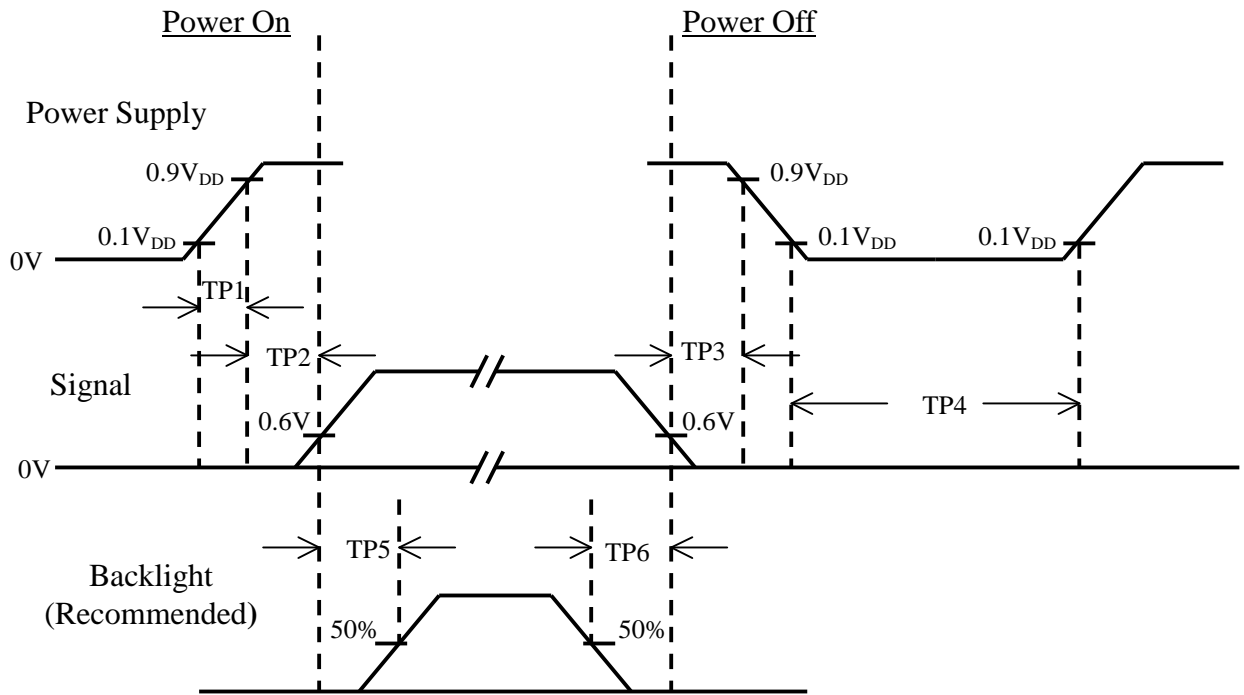 Power On
Power Off
Power Supply
0.9VDD
0.9VDD
0.1VDD
0.1VDD
0.1VDD
0V
TP1
TP2
TP3
Signal
TP4
0.6V
0.6V
0V
TP5
TP6
Backlight
(Recommended)
50%
50%